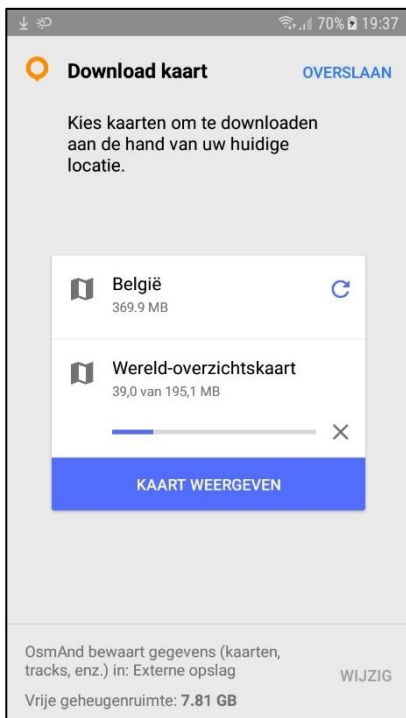 70% 19:37
Download kaart OVERSLAAN
Kies kaarten om te downloaden
aan de hand van uw huidige
locatie.
België
369.9 MB
Wereld-overzichtskaart
39,0 van 195,1 MB
KAART WEERGEVEN
OsmAnd bewaart gegevens (kaarten,
tracks, enz.) in: Externe opslag
WIJZIG
Vrije geheugenruimte: 7.81 GB